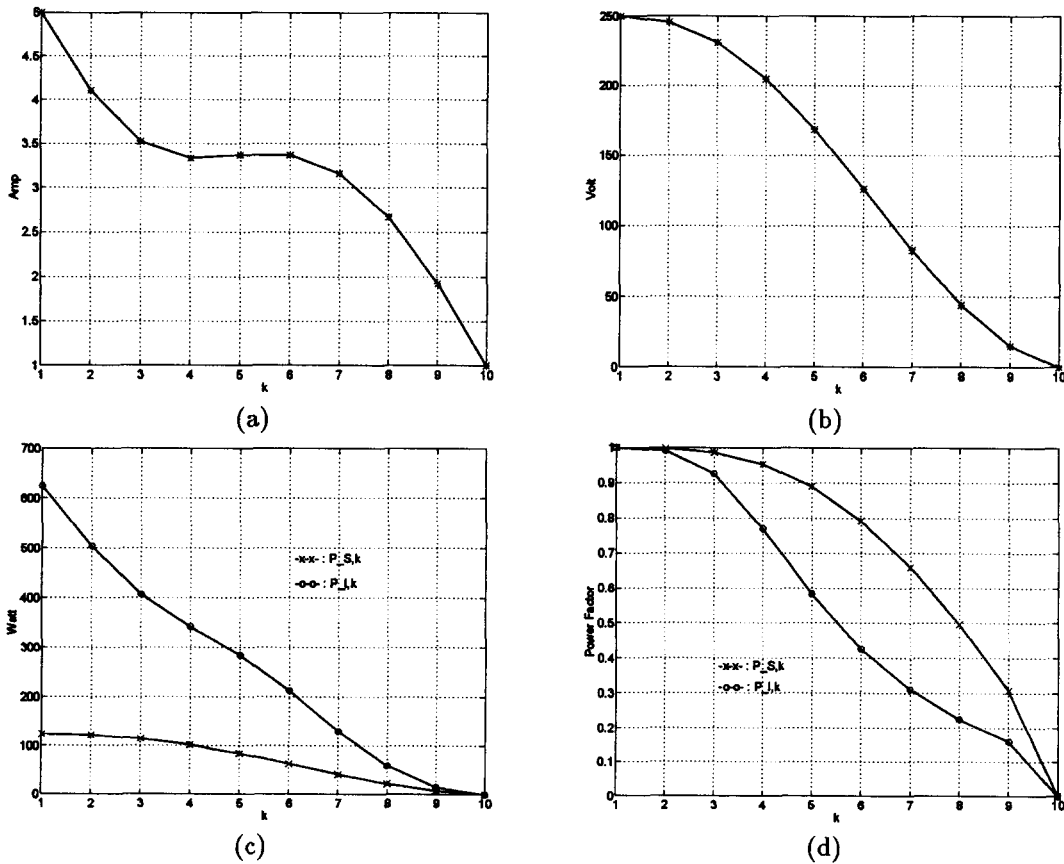 5
4.5
4
3.5
3
2.5
2
1.5
1
Amp
1 2 3 4 5 6 7 8 9 10
k
(a)
250
200
150
100
50
0
Volt
1 2 3 4 5 6 7 8 9 10
k
(b)
700
600
500
400
300
200
100
0
Watt
-x-x- : P_S,k
-o-o- : P_I,k
1 2 3 4 5 6 7 8 9 10
k
(c)
1
0.9
0.8
0.7
0.6
0.5
0.4
0.3
0.2
0.1
0
Power Factor
-x-x- : P_S,k
-o-o- : P_I,k
1 2 3 4 5 6 7 8 9 10
k
(d)